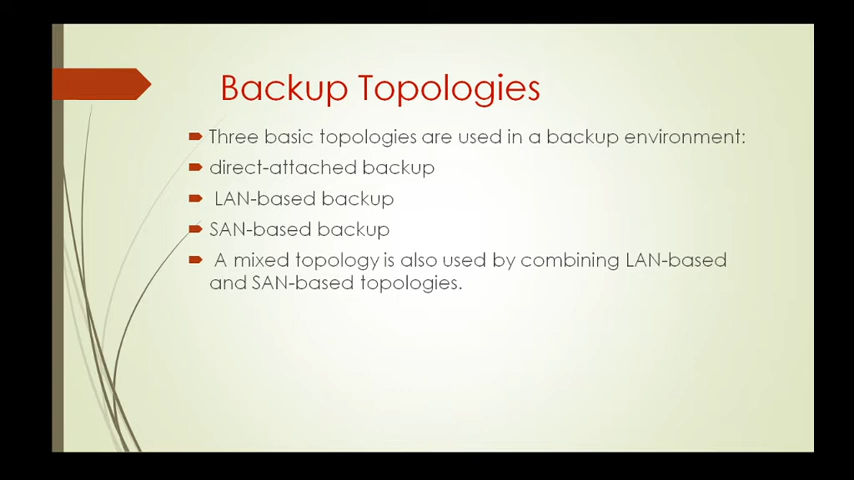 Backup Topologies
Three basic topologies are used in a backup environment:
direct-attached backup
LAN-based backup
SAN-based backup
A mixed topology is also used by combining LAN-based
and SAN-based topologies.